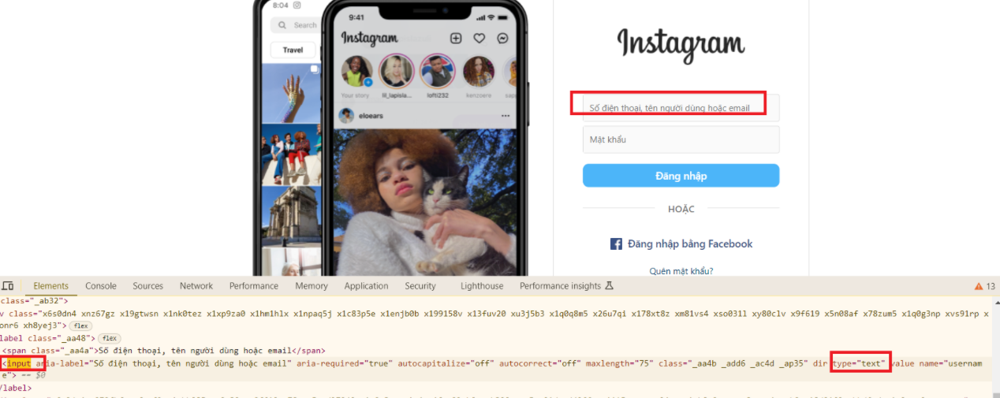 8:04
Search
Travel
9:41
Instagram
Your story
lil_lapisla...
lofti232
kenzoere
sap
eloears
Instagram
Số điện thoại, tên người dùng hoặc email
Mật khẩu
Đăng nhập
HOẶC
Đăng nhập bằng Facebook
Quên mật khẩu?
Elements Console Sources Network Performance Memory Application Security Lighthouse Performance insights 13
class="_ab32">
v class="x6s0dn4 xnz67gz x19gtwsn x1nk0tez x1xp9za0 x1hm1hlx x1npaq5j x1c83p5e x1enjb0b x199158v x13fuv20 xu3j5b3 x1q0q8m5 x26u7qi x178xt8z xm81vs4 xso031l xy80clv x9f619 x5n08af x78zum5 x1q0g3np xvs91rp x
onr6 xh8yej3"> flex
label class="_aa48"> flex
<span class="_aa4a">Số điện thoại, tên người dùng hoặc email</span>
<input aria-label="Số điện thoại, tên người dùng hoặc email" aria-required="true" autocapitalize="off" autocorrect="off" maxlength="75" class="_aa4b _add6 _ac4d _ap35" dir type="text" value name="usernam
e"> == $0
/label>